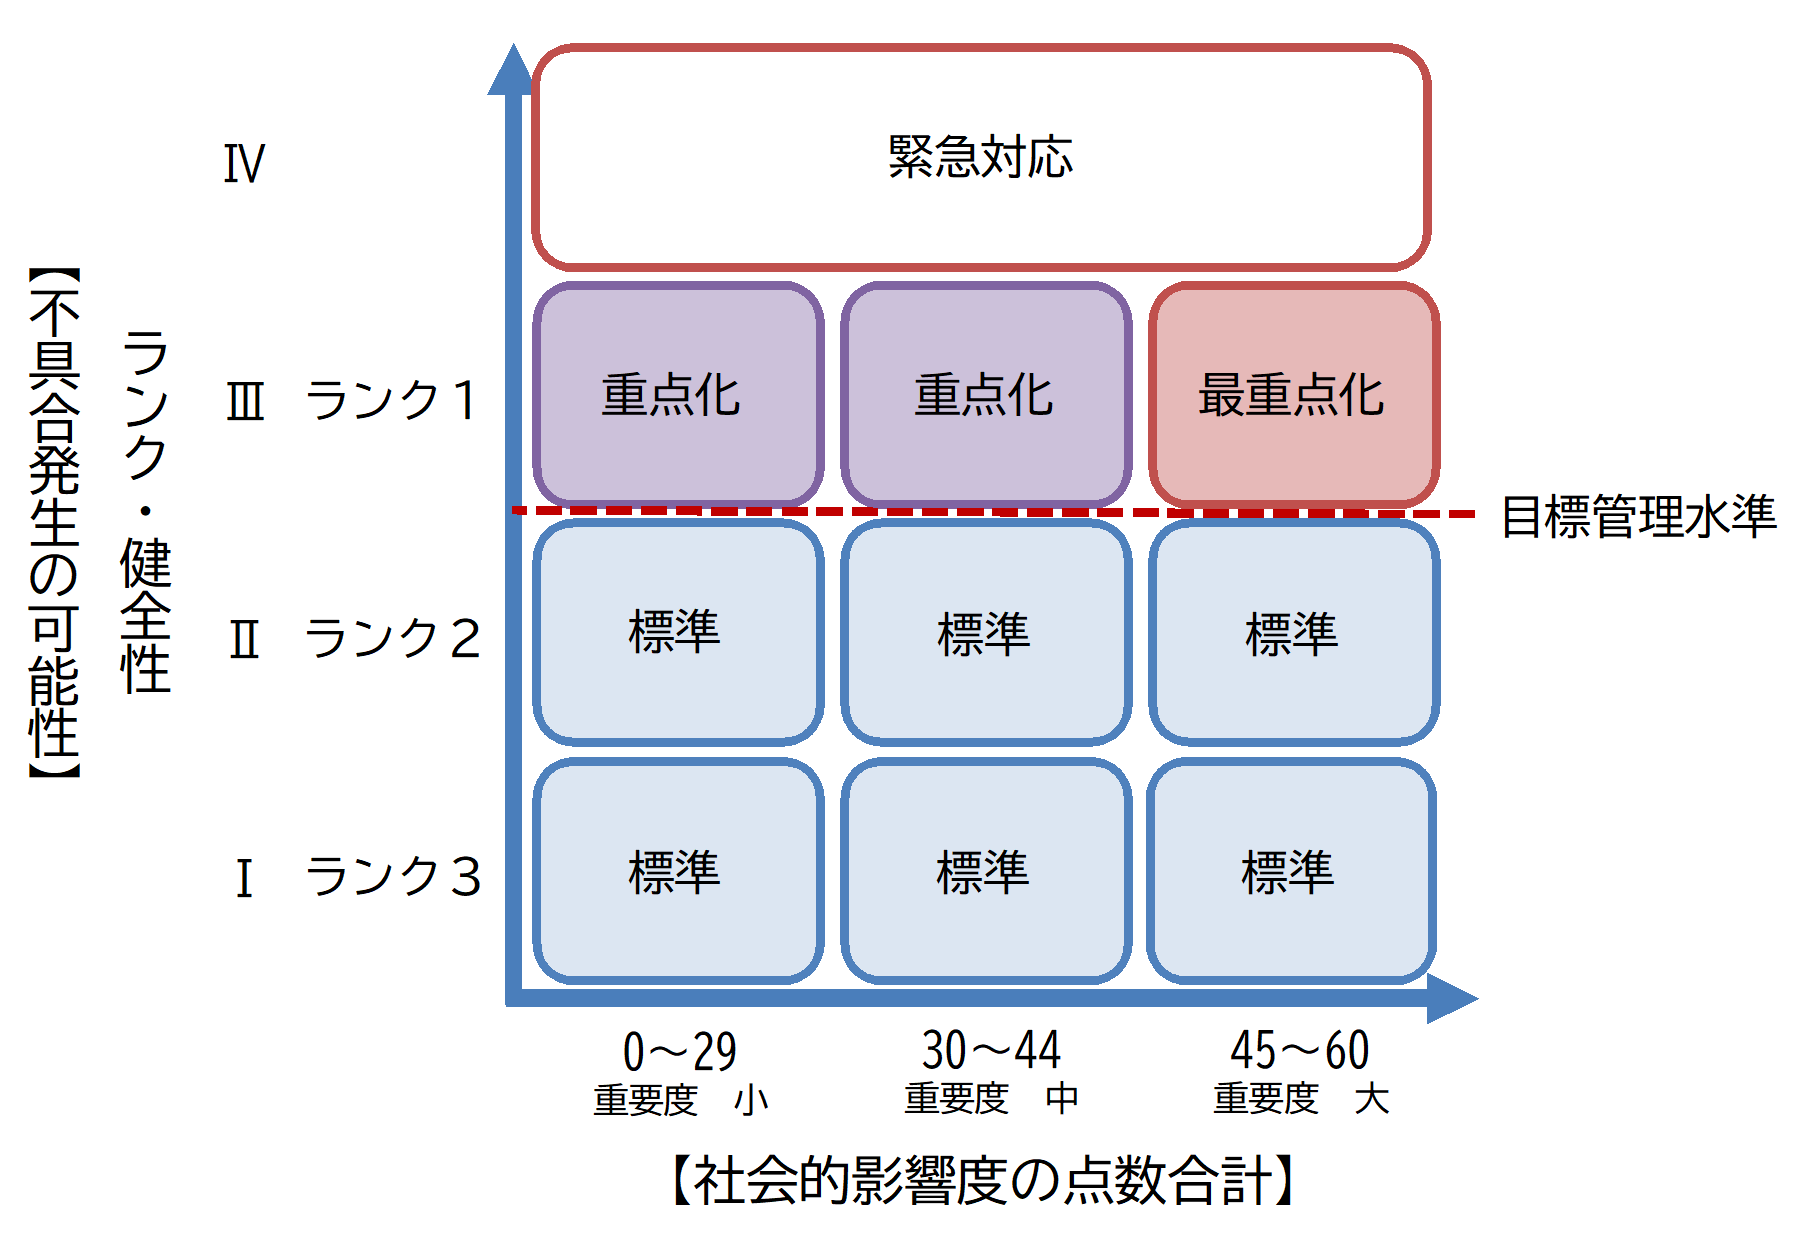 【不具合発生の可能性】
ランク・健全性
Ⅳ
緊急対応
Ⅲ ランク１
重点化
重点化
最重点化
目標管理水準
Ⅱ ランク２
標準
標準
標準
Ⅰ ランク３
標準
標準
標準
0～29
重要度　小
30～44
重要度　中
45～60
重要度　大
【社会的影響度の点数合計】